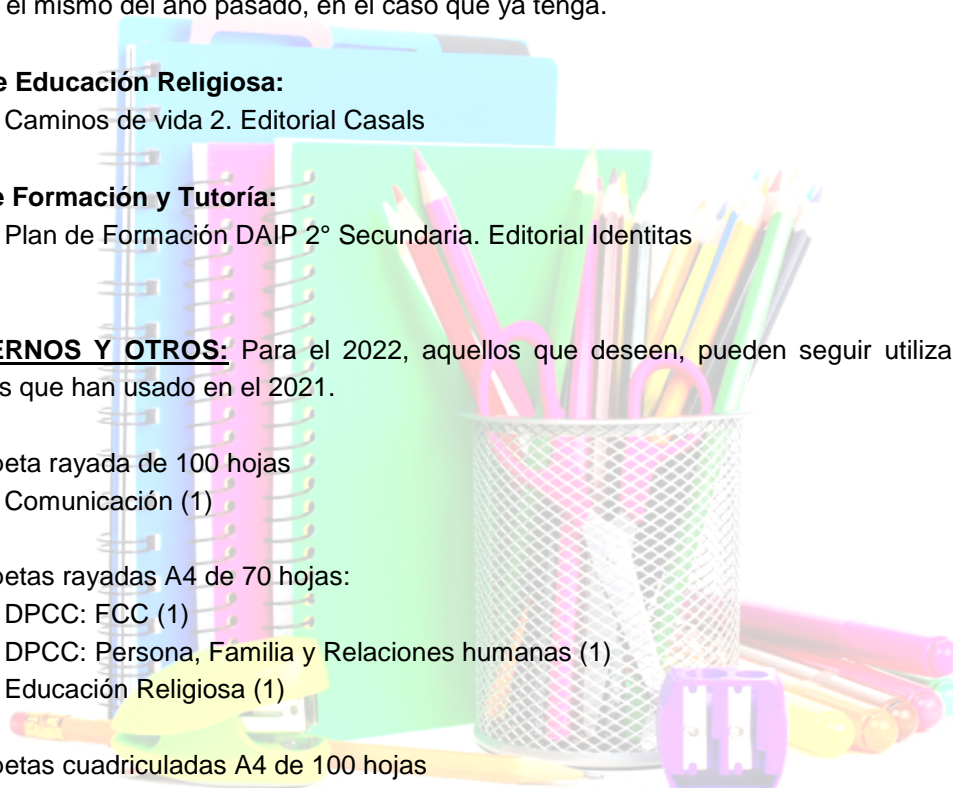 el mismo del año pasado, en el caso que ya tenga.
e Educación Religiosa:
Caminos de vida 2. Editorial Casals
e Formación y Tutoría:
Plan de Formación DAIP 2° Secundaria. Editorial Identitas
ERNOS Y OTROS: Para el 2022, aquellos que deseen, pueden seguir utiliza
s que han usado en el 2021.
peta rayada de 100 hojas
Comunicación (1)
petas rayadas A4 de 70 hojas:
DPCC: FCC (1)
DPCC: Persona, Familia y Relaciones humanas (1)
Educación Religiosa (1)
petas cuadriculadas A4 de 100 hojas